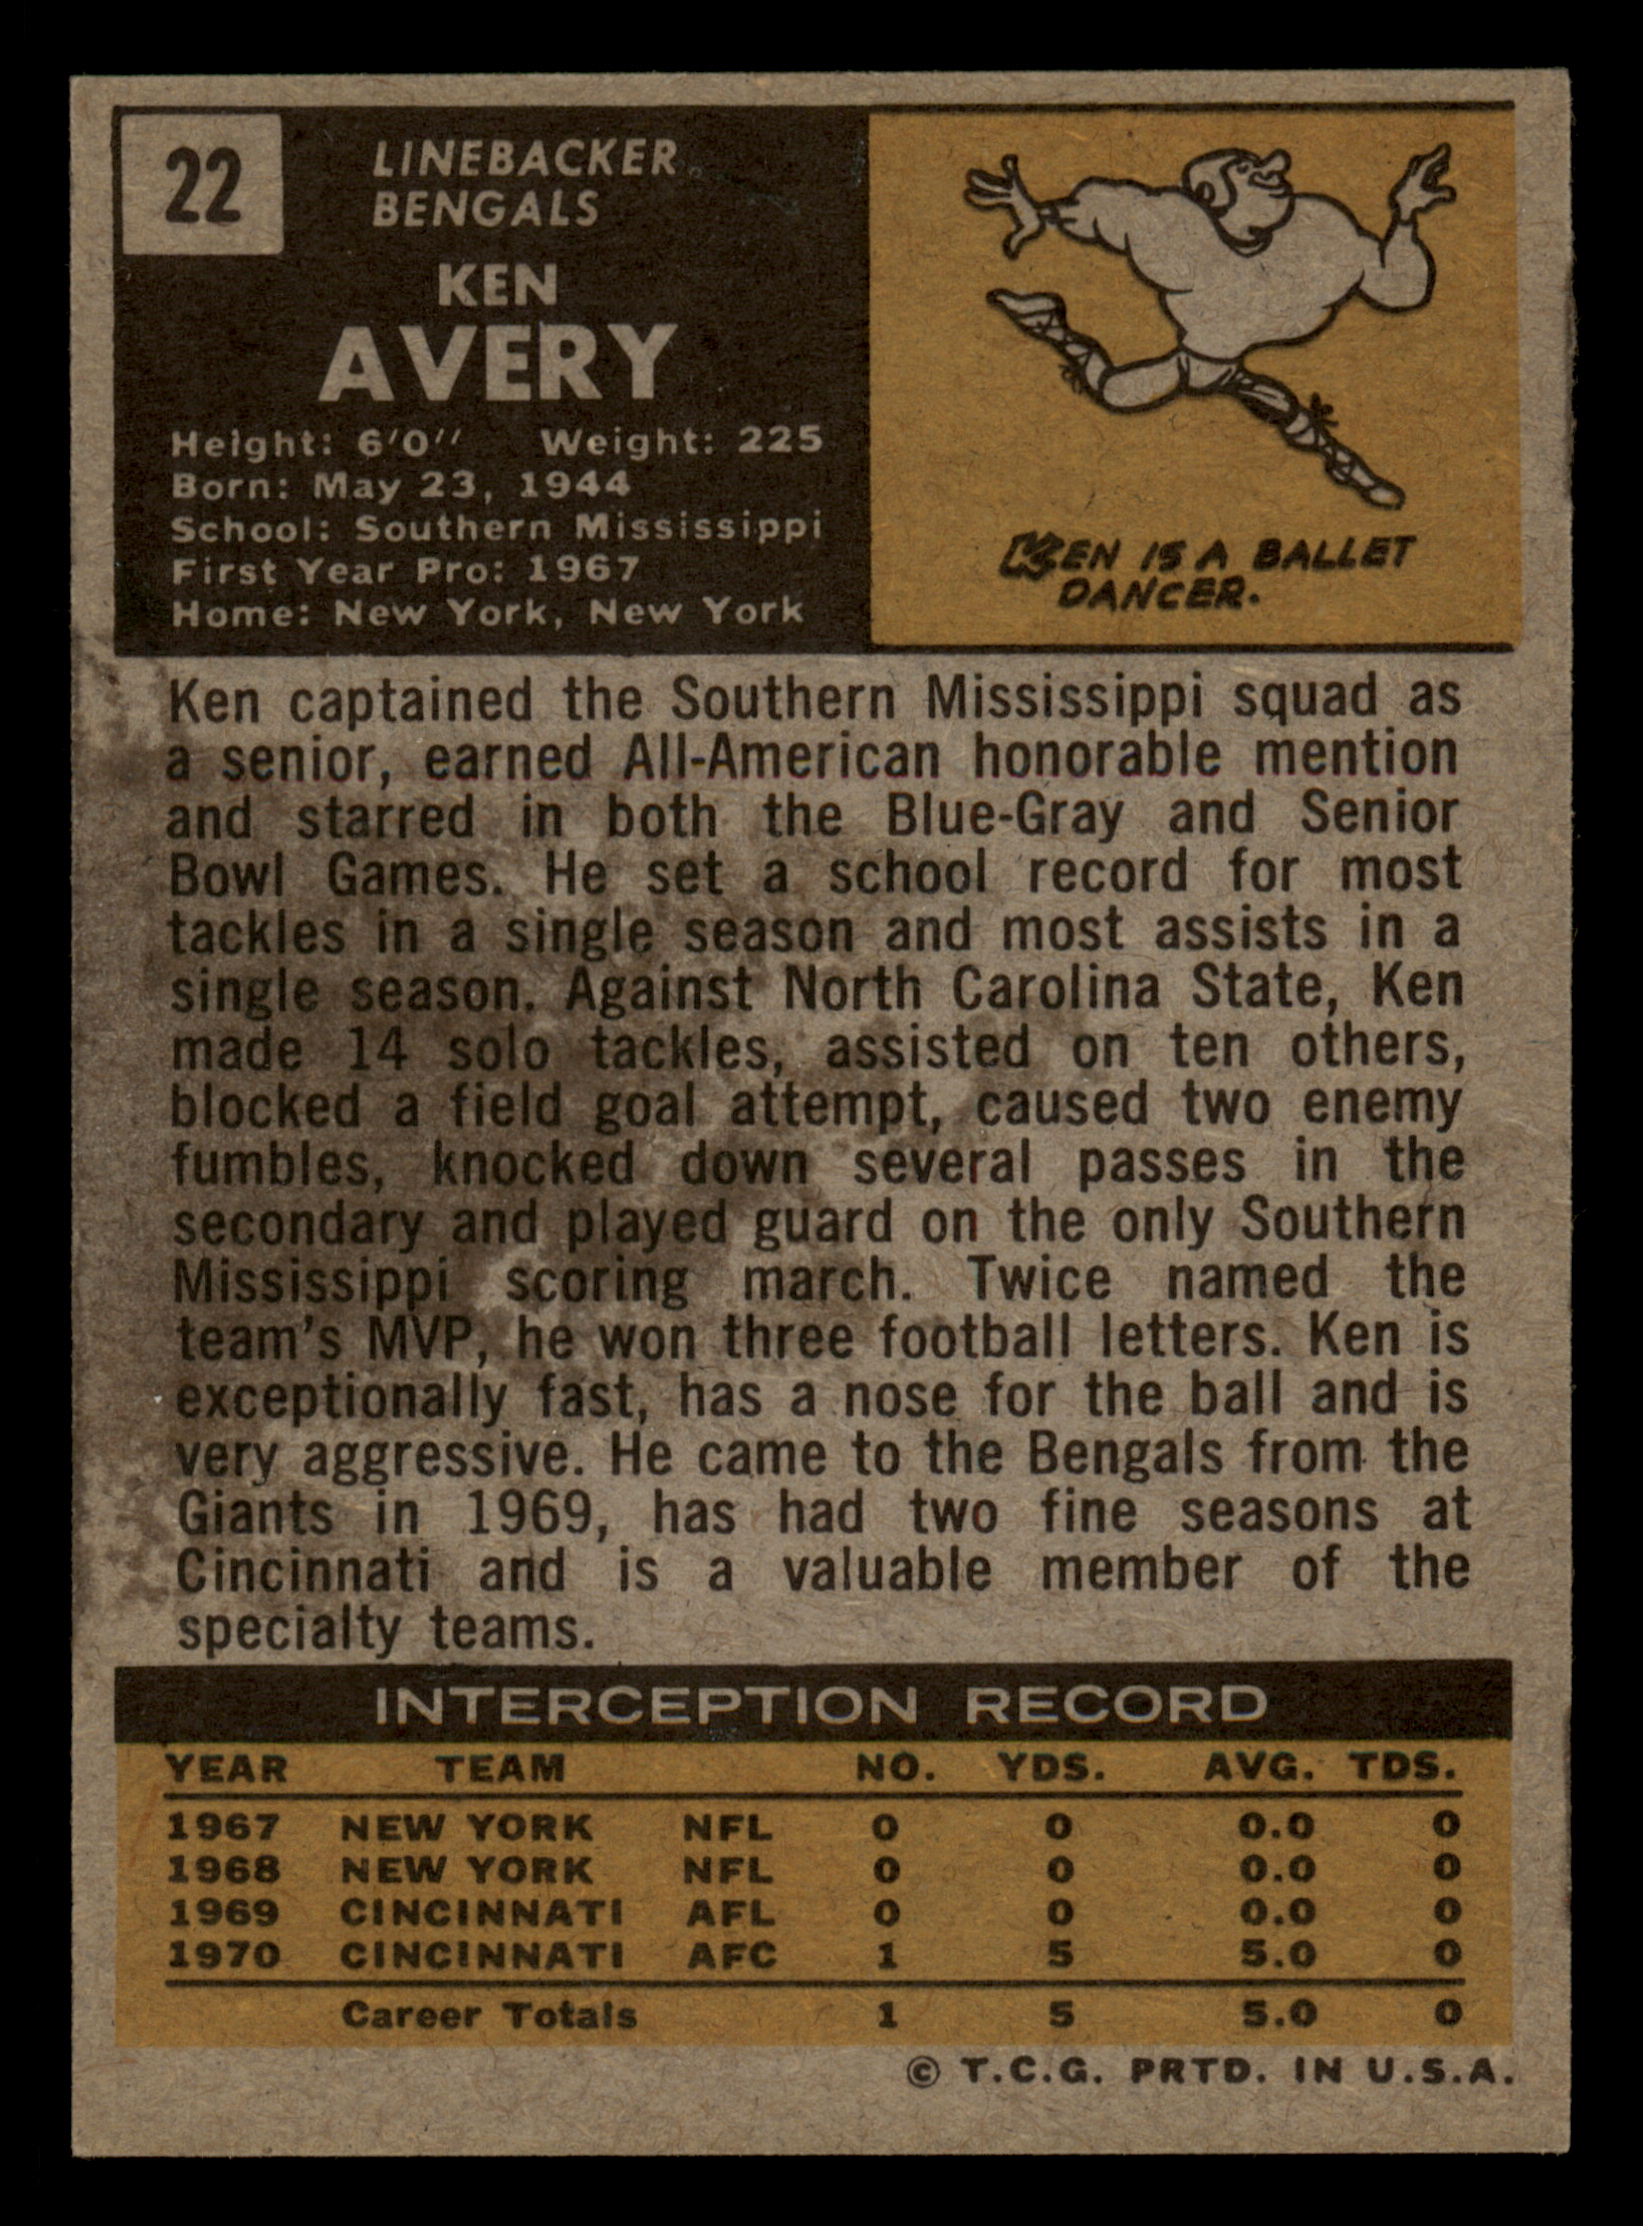 22
LINEBACKER
BENGALS
KEN
AVERY
Height: 6'0" Weight: 225
Born: May 23, 1944
School: Southern Mississippi
First Year Pro: 1967
Home: New York, New York
KEN IS A BALLET
DANCER.
Ken captained the Southern Mississippi squad as
a senior, earned All-American honorable mention
and starred in both the Blue-Gray and Senior
Bowl Games. He set a school record for most
tackles in a single season and most assists in a
single season. Against North Carolina State, Ken
made 14 solo tackles, assisted on ten others,
blocked a field goal attempt, caused two enemy
fumbles, knocked down several passes in the
secondary and played guard on the only Southern
Mississippi scoring march. Twice named the
team's MVP, he won three football letters. Ken is
exceptionally fast, has a nose for the ball and is
very aggressive. He came to the Bengals from the
Giants in 1969, has had two fine seasons at
Cincinnati and is a valuable member of the
specialty teams.
INTERCEPTION RECORD
YEAR TEAM NO. YDS. AVG. TDS.
1967 NEW YORK NFL 0 0 0.0 0
1968 NEW YORK NFL 0 0 0.0 0
1969 CINCINNATI AFL 0 0 0.0 0
1970 CINCINNATI AFC 1 5 5.0 0
Career Totals 1 5 5.0 0
© T.C.G. PRTD. IN U.S.A.